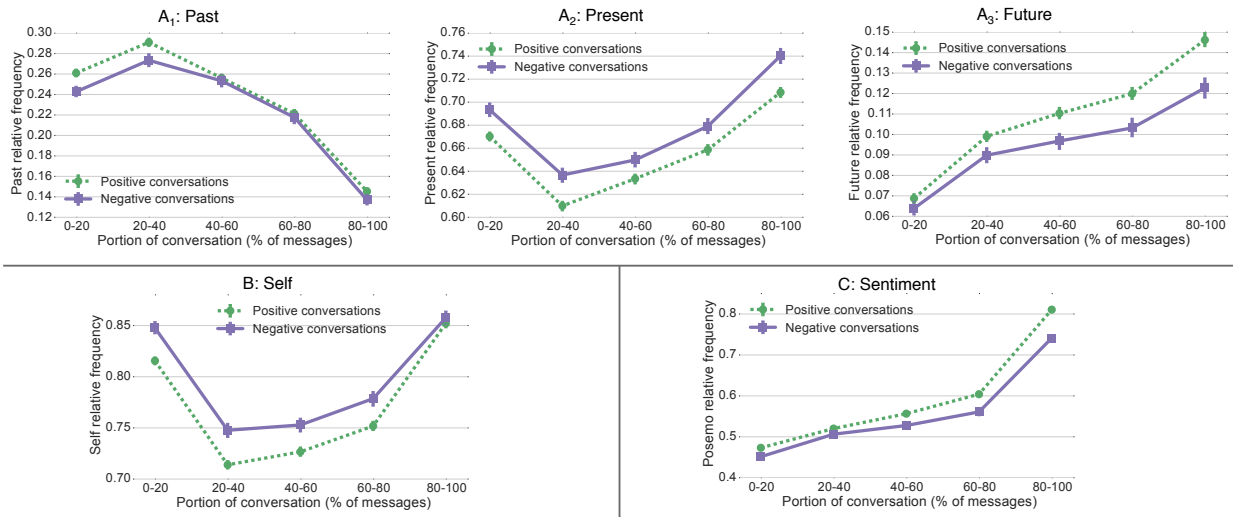 A1: Past
Past relative frequency
0.30
0.28
0.26
0.24
0.22
0.20
0.18
0.16
0.14
0.12
Positive conversations
Negative conversations
0-20 20-40 40-60 60-80 80-100
Portion of conversation (% of messages)
A2: Present
Present relative frequency
0.76
0.74
0.72
0.70
0.68
0.66
0.64
0.62
0.60
Positive conversations
Negative conversations
0-20 20-40 40-60 60-80 80-100
Portion of conversation (% of messages)
A3: Future
Future relative frequency
0.15
0.14
0.13
0.12
0.11
0.10
0.09
0.08
0.07
0.06
Positive conversations
Negative conversations
0-20 20-40 40-60 60-80 80-100
Portion of conversation (% of messages)
B: Self
Self relative frequency
0.85
0.80
0.75
0.70
Positive conversations
Negative conversations
0-20 20-40 40-60 60-80 80-100
Portion of conversation (% of messages)
C: Sentiment
Posemo relative frequency
0.8
0.7
0.6
0.5
0.4
Positive conversations
Negative conversations
0-20 20-40 40-60 60-80 80-100
Portion of conversation (% of messages)